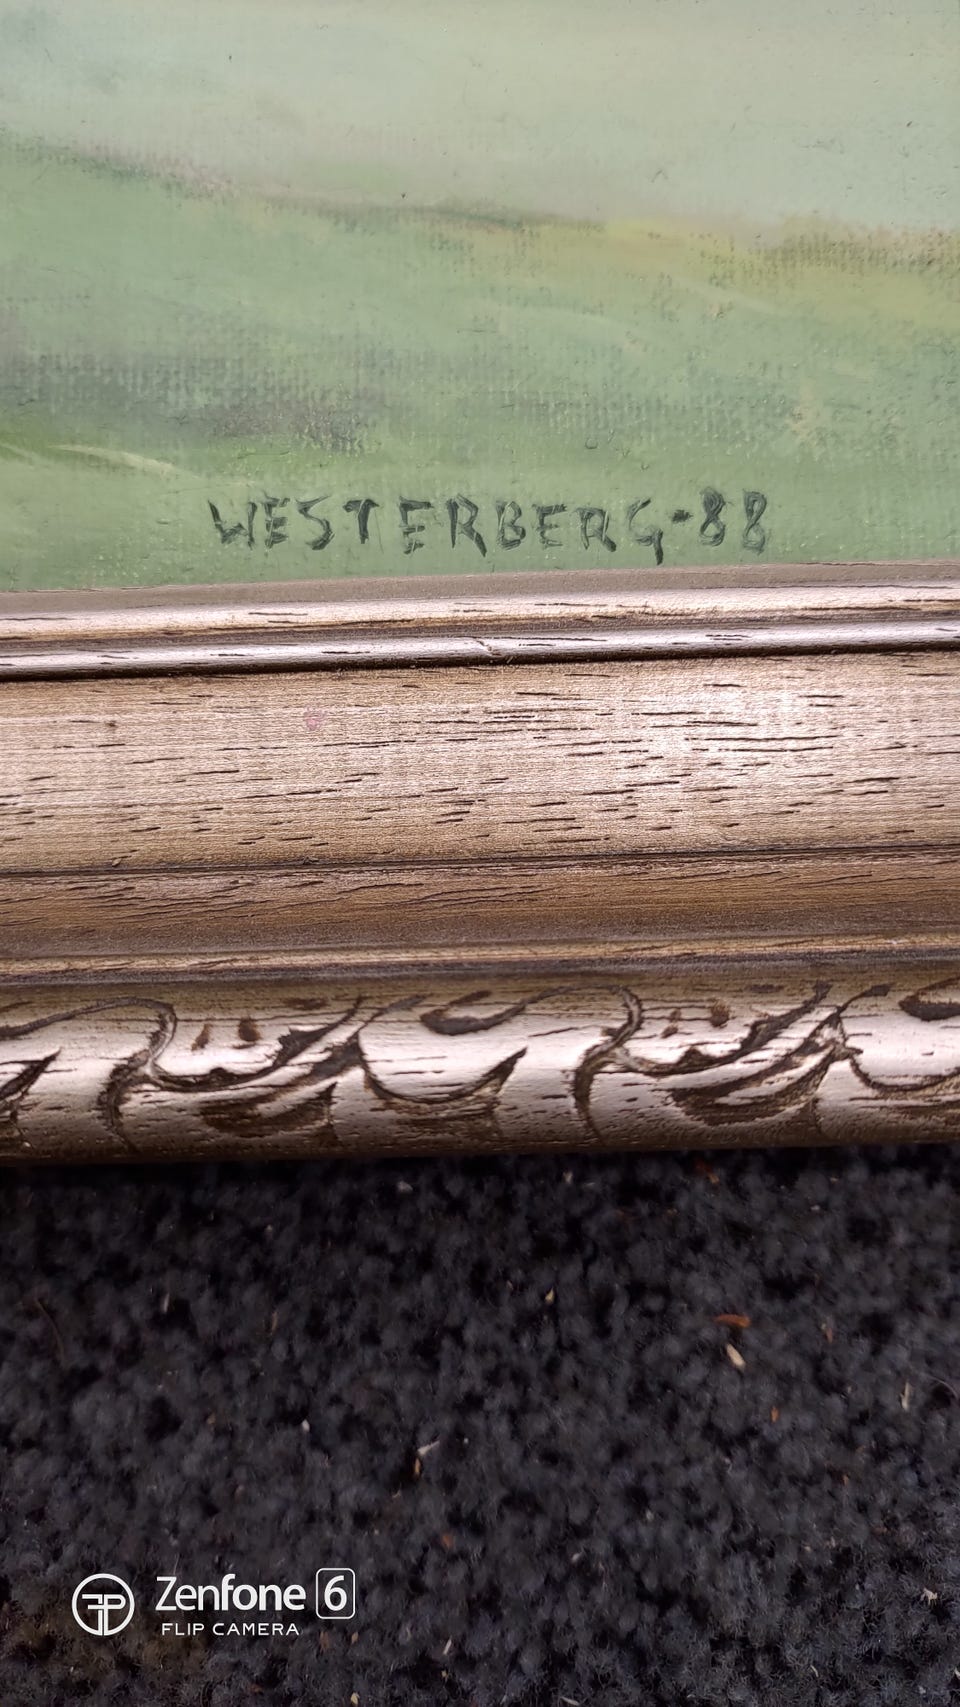 WESTERBERG-88
Zenfone 6
FLIP CAMERA